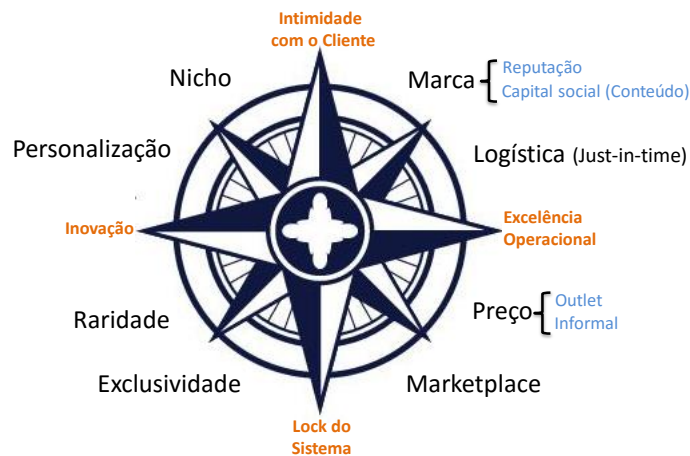 Intimidade
com o Cliente
Nicho
Marca
Reputação
Capital social (Conteúdo)
Personalização
Logística (Just-in-time)
Inovação
Excelência
Operacional
Raridade
Preço
Outlet
Informal
Exclusividade
Marketplace
Lock do
Sistema